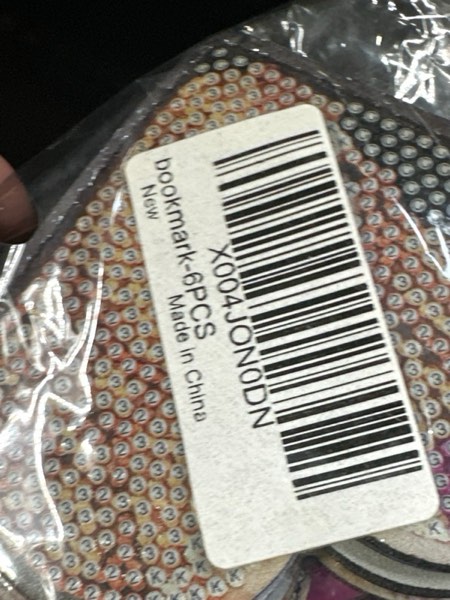 X004JON0DN
bookmark-6PCS
New
Made in China